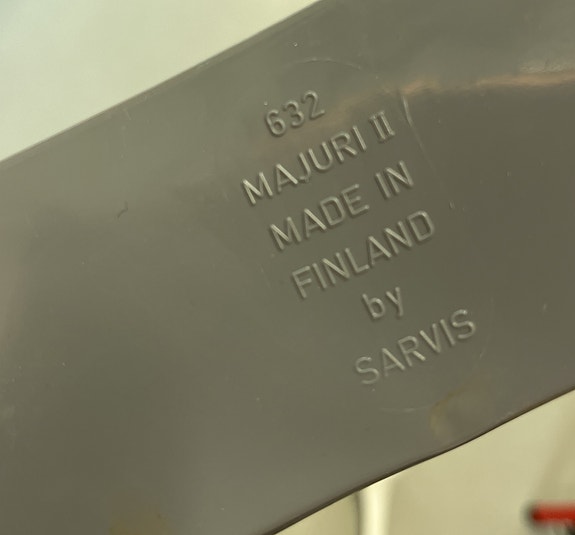 632
MAJURI II
MADE IN
FINLAND
by
SARVIS